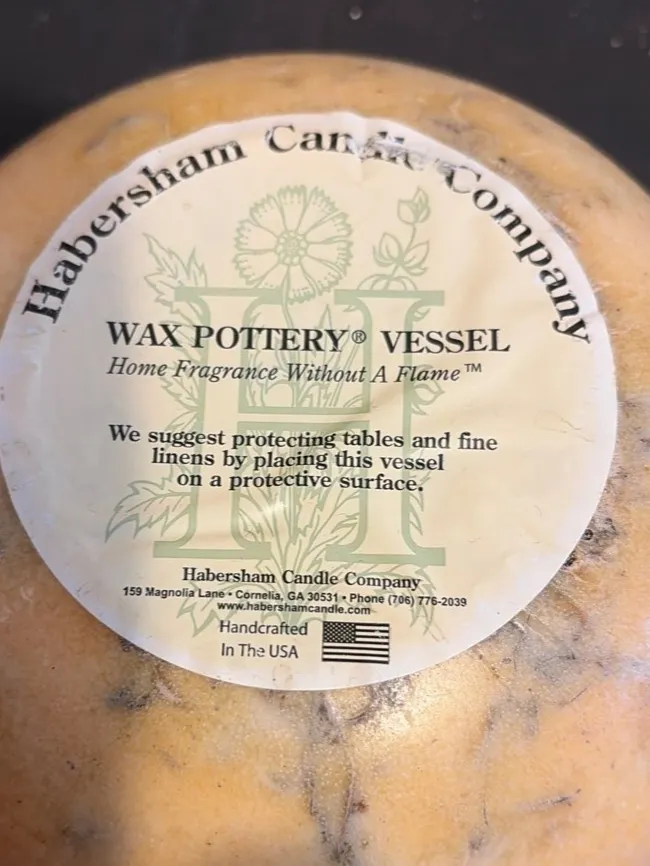 Habersham Candle Company
WAX POTTERY® VESSEL
Home Fragrance Without A Flame™
We suggest protecting tables and fine
linens by placing this vessel
on a protective surface.
Habersham Candle Company
159 Magnolia Lane • Cornelia, GA 30531 • Phone (706) 776-2039
www.habershamcandle.com
Handcrafted
In The USA